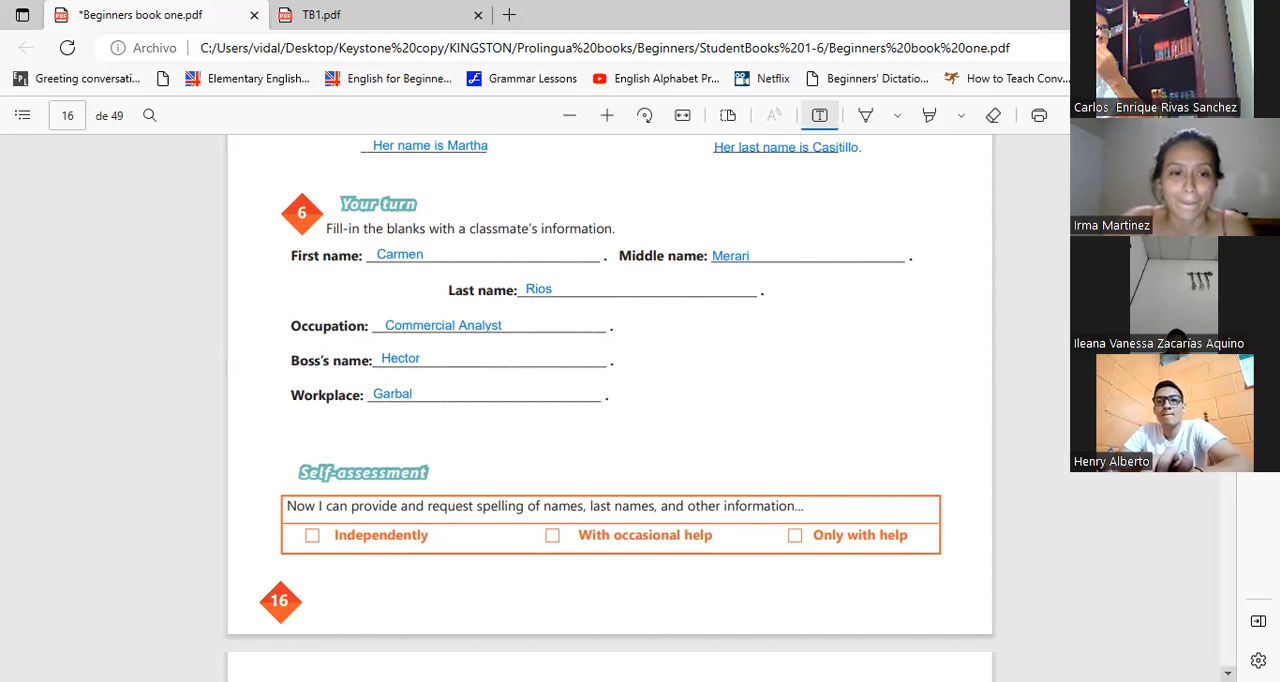 *Beginners book one.pdf
TB1.pdf
Archivo
C:/Users/vidal/Desktop/Keystone%20copy/KINGSTON/Prolingua%20books/Beginners/StudentBooks%201-6/Beginners%20book%20one.pdf
Greeting conversati...
Elementary English...
English for Beginne...
Grammar Lessons
English Alphabet Pr...
Netflix
Beginners' Dictatio...
How to Teach Conv...
16 de 49
Her name is Martha
Her last name is Casitillo.
6 Your turn
Fill-in the blanks with a classmate's information.
First name: Carmen. Middle name: Merari.
Last name: Rios.
Occupation: Commercial Analyst.
Boss's name: Hector.
Workplace: Garbal.
Self-assessment
Now I can provide and request spelling of names, last names, and other information...
Independently With occasional help Only with help
16
Carlos Enrique Rivas Sanchez
Irma Martinez
Ileana Vanessa Zacarías Aquino
Henry Alberto